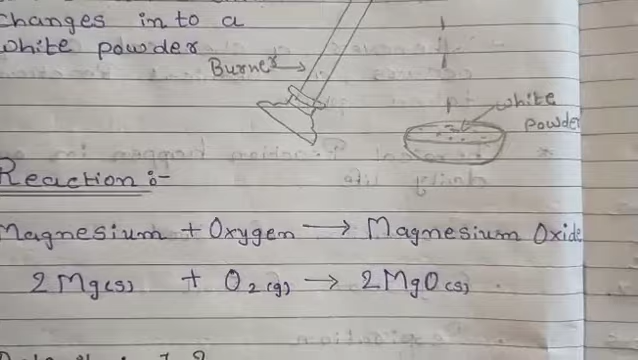 changes in to a
white powder
Burner
white
powder
Reaction :-
Magnesium + Oxygen → Magnesium Oxide
2Mg(s) + O2(g) → 2MgO(s)